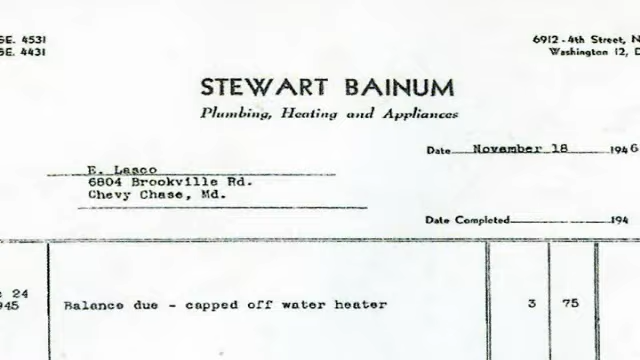 GE. 4531
GE. 4431
6912 - 4th Street, N
Washington 12, D
STEWART BAINUM
Plumbing, Heating and Appliances
Date November 18 1946
E. Lasco
6804 Brookville Rd.
Chevy Chase, Md.
Date Completed 194
24
945
Balance due - capped off water heater 3 75